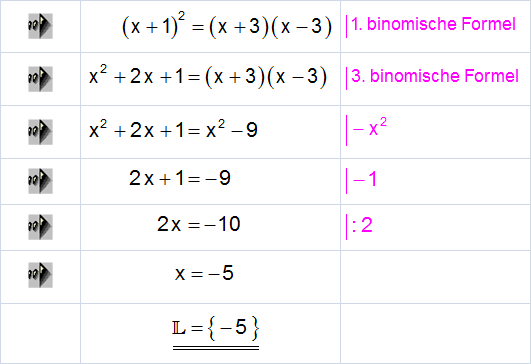 (x + 1)² = (x + 3)(x − 3) | 1. binomische Formel
x² + 2x + 1 = (x + 3)(x − 3) | 3. binomische Formel
x² + 2x + 1 = x² − 9 | − x²
2x + 1 = −9 | − 1
2x = −10 | : 2
x = −5
𝕃 = {−5}